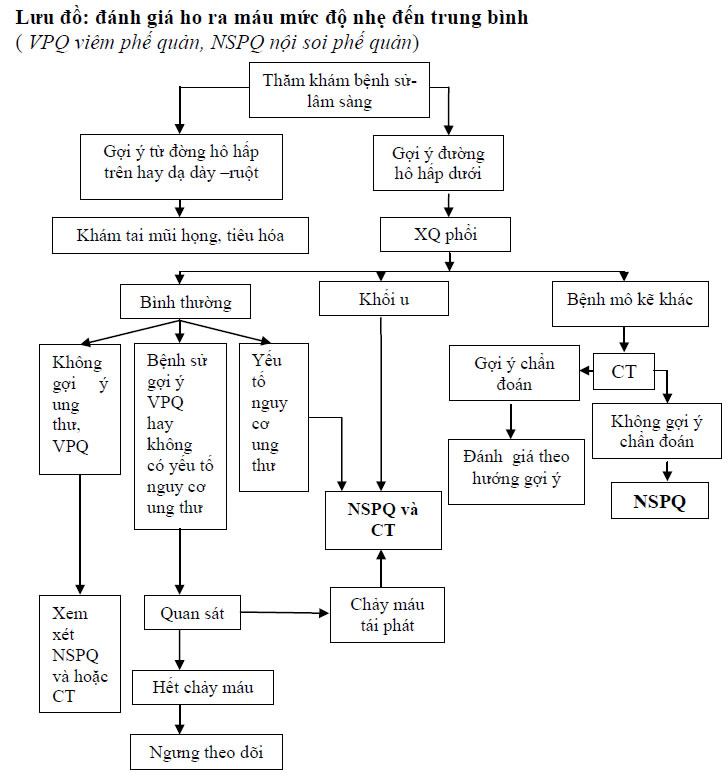 Lưu đồ: đánh giá ho ra máu mức độ nhẹ đến trung bình
( VPQ viêm phế quản, NSPQ nội soi phế quản)
Thăm khám bệnh sử-
lâm sàng
Gợi ý từ đờng hô hấp
trên hay dạ dày –ruột
Gợi ý đường
hô hấp dưới
Khám tai mũi họng, tiêu hóa
XQ phổi
Bình thường
Khối u
Bệnh mô kẽ khác
Không
gợi ý
ung
thư,
VPQ
Bệnh sử
gợi ý
VPQ
hay
không
có yếu tố
nguy cơ
ung thư
Yếu
tố
nguy
cơ
ung
thư
Gợi ý chẩn
đoán
CT
Không gợi ý
chẩn đoán
Đánh giá theo
hướng gợi ý
NSPQ
NSPQ và
CT
Xem
xét
NSPQ
và hoặc
CT
Quan sát
Chảy máu
tái phát
Hết chảy máu
Ngưng theo dõi